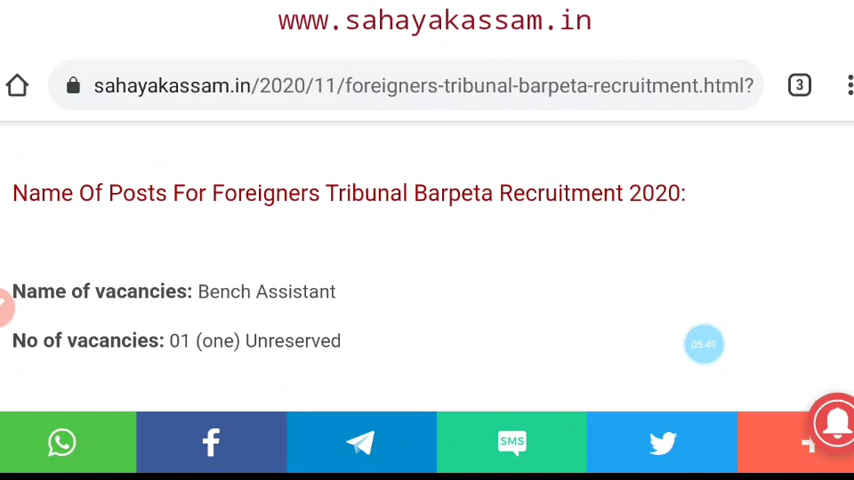 www.sahayakassam.in
sahayakassam.in/2020/11/foreigners-tribunal-barpeta-recruitment.html?
3
Name Of Posts For Foreigners Tribunal Barpeta Recruitment 2020:
Name of vacancies: Bench Assistant
No of vacancies: 01 (one) Unreserved
05:49
SMS